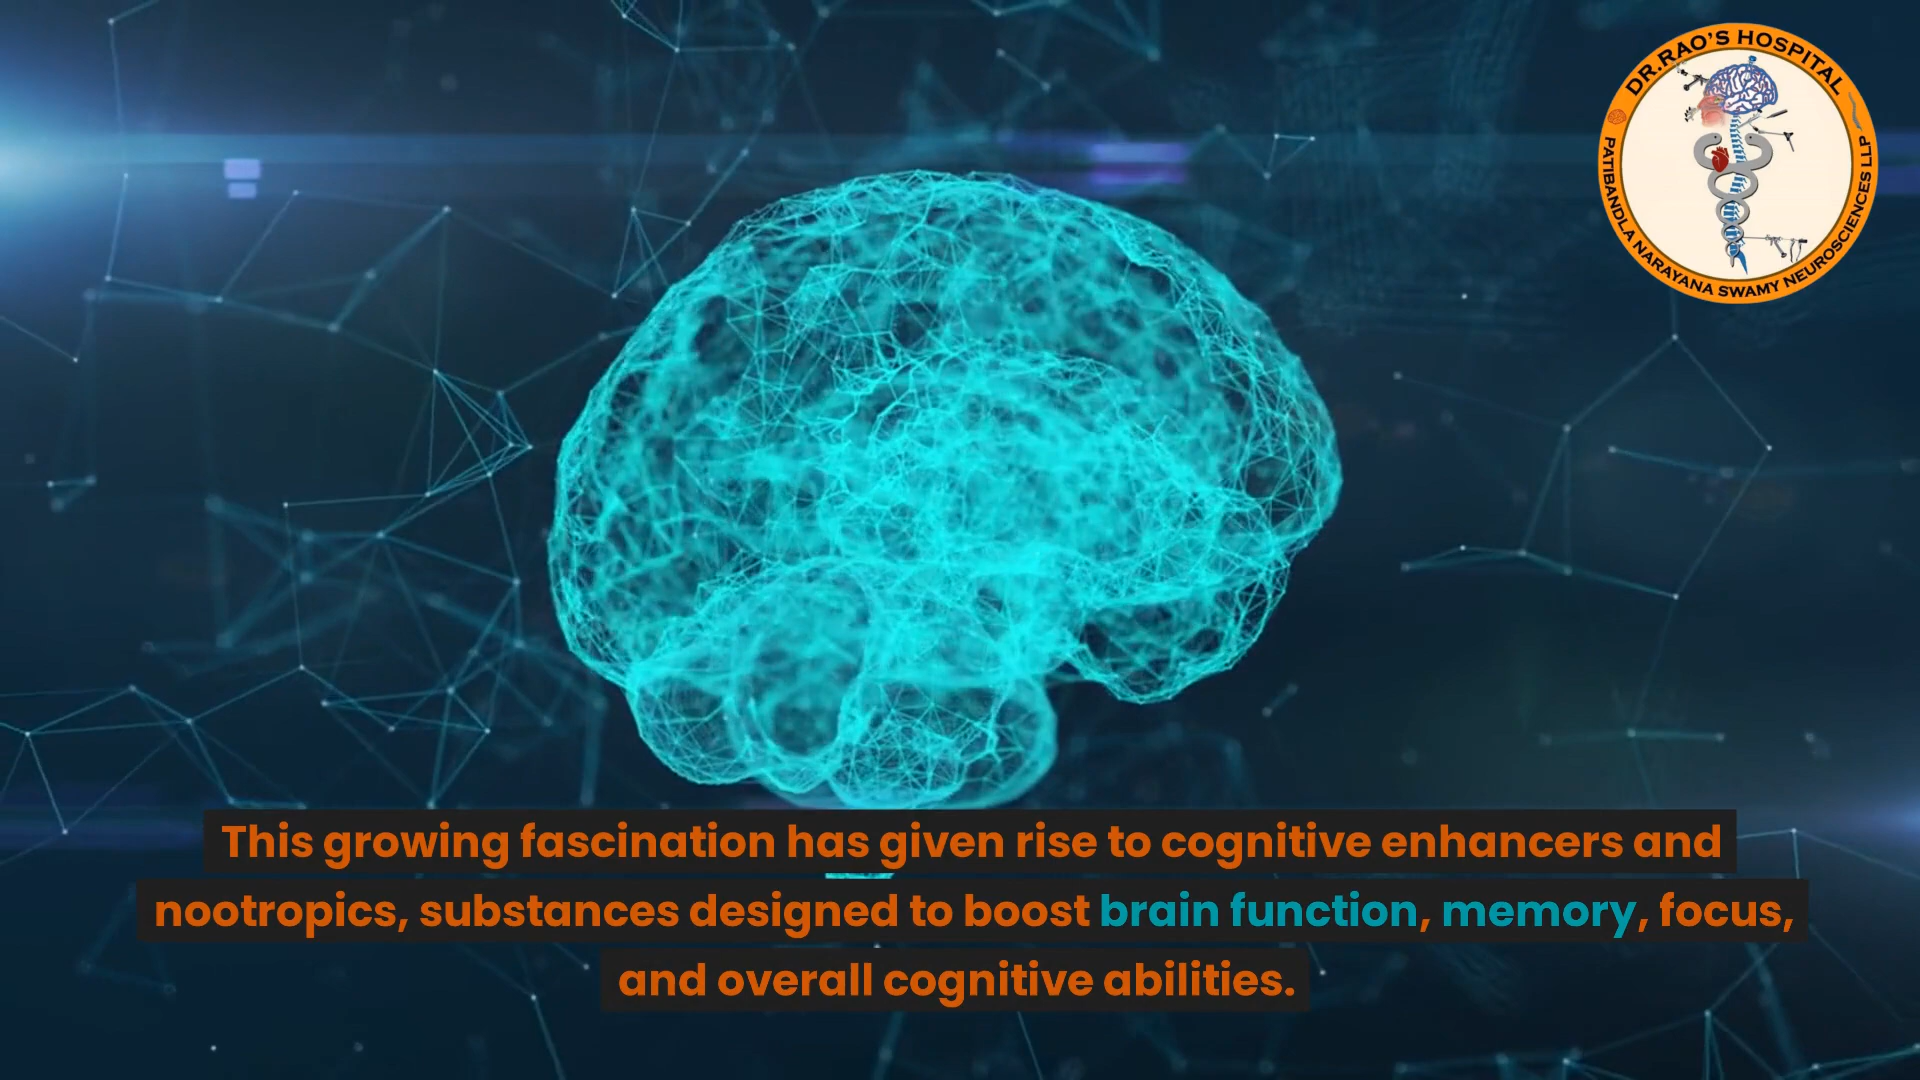 DR.RAO'S HOSPITAL
PATIBANDLA NARAYANA SWAMY NEUROSCIENCES LLP
This growing fascination has given rise to cognitive enhancers and
nootropics, substances designed to boost brain function, memory, focus,
and overall cognitive abilities.